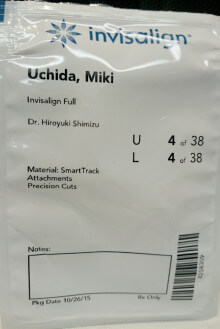 invisalign
Uchida, Miki
Invisalign Full
Dr. Hiroyuki Shimizu
U 4 of 38
L 4 of 38
Material: SmartTrack
Attachments
Precision Cuts
Notes:
Pkg Date 10/26/15 Rx Only